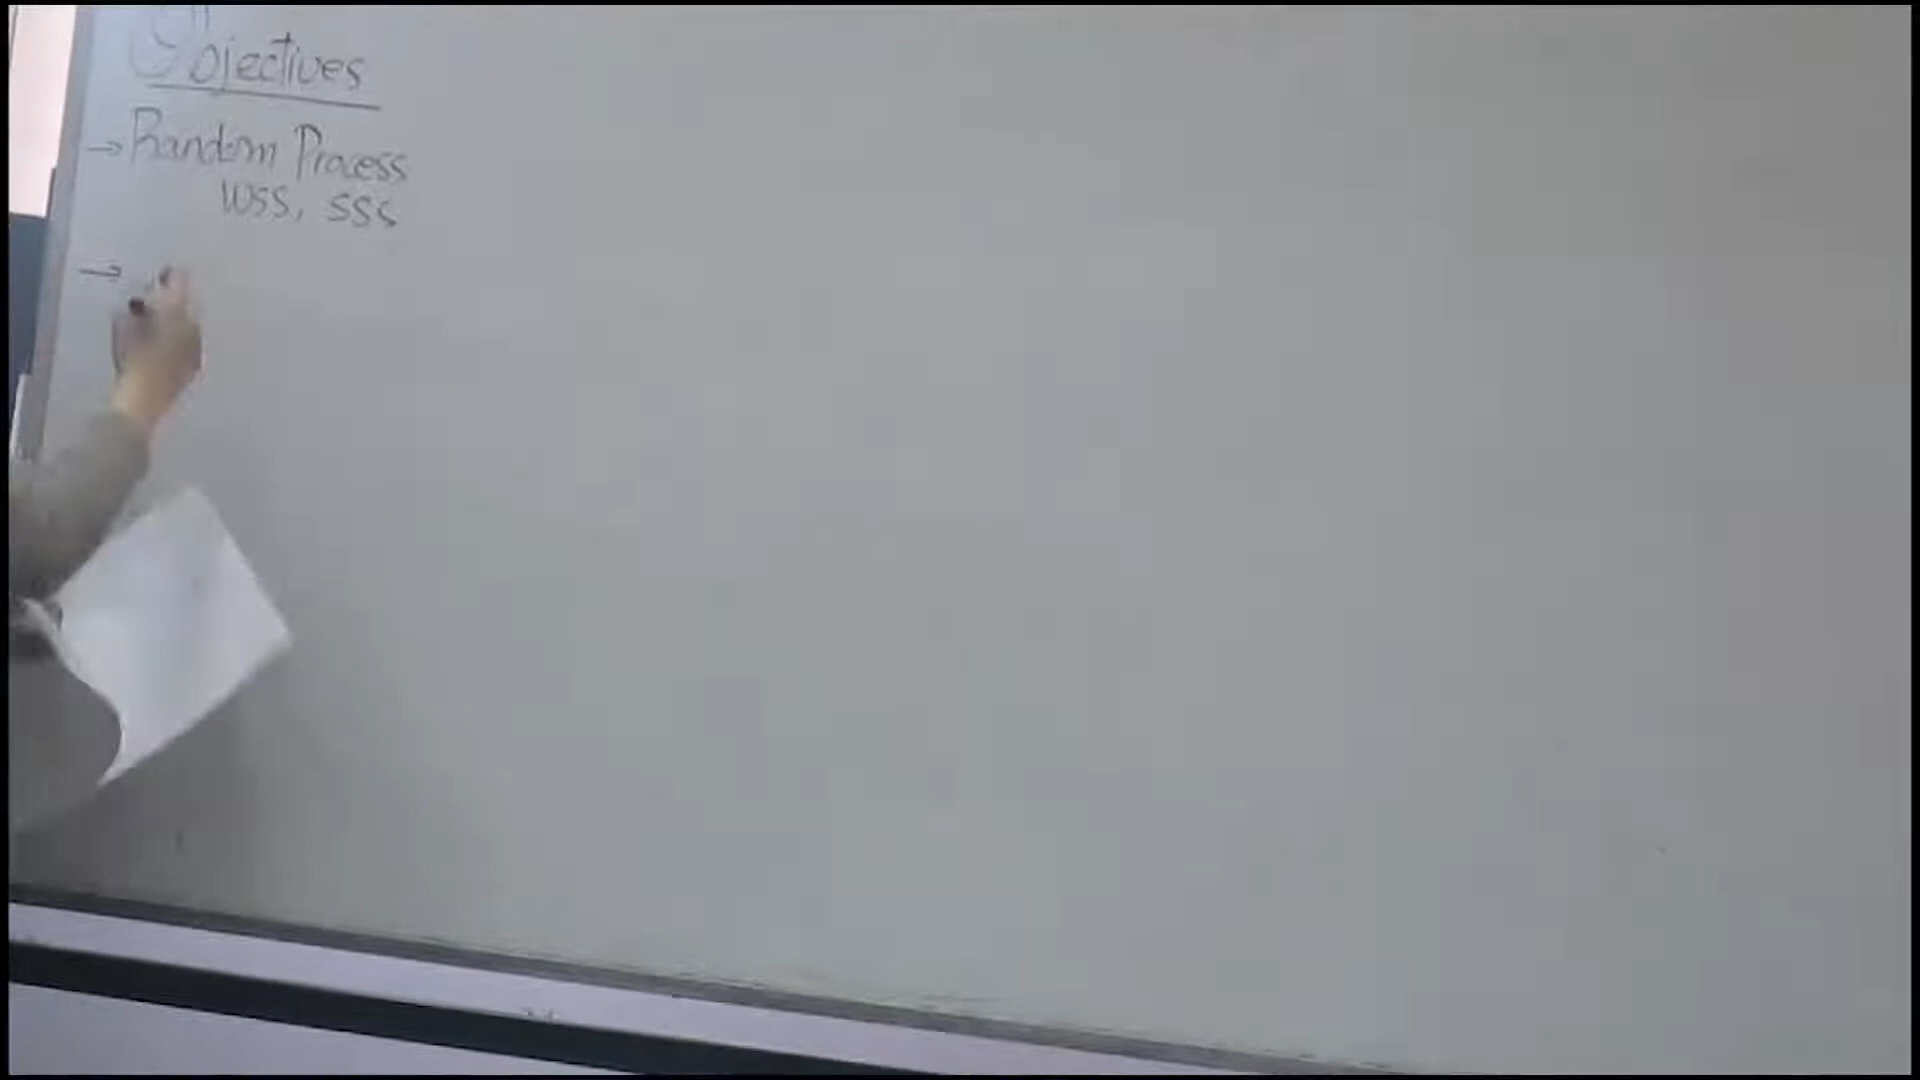 Objectives
→ Random Process
WSS, SSS
→